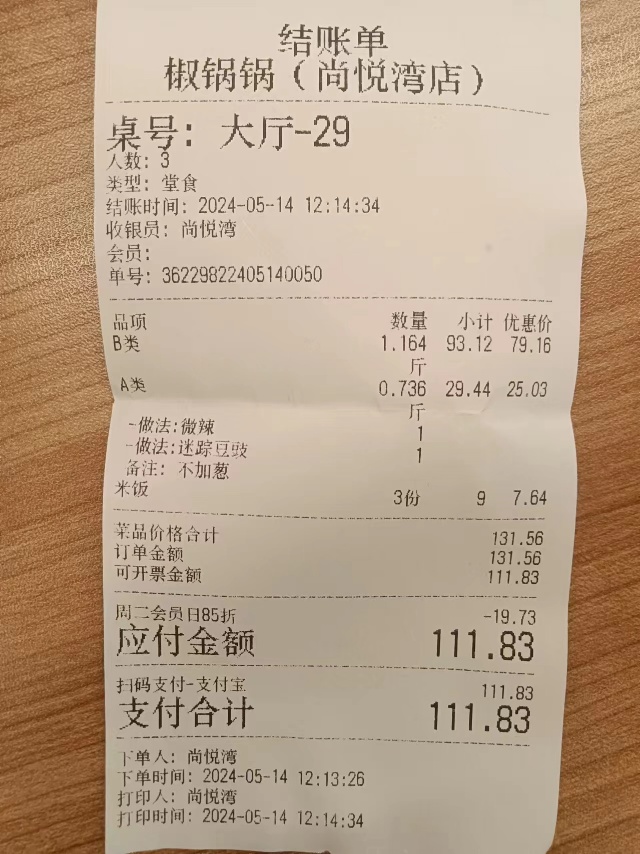 结账单
椒锅锅（尚悦湾店）
桌号: 大厅-29
人数: 3
类型: 堂食
结账时间: 2024-05-14 12:14:34
收银员: 尚悦湾
会员:
单号: 36229822405140050
品项 数量 小计 优惠价
B类 1.164 93.12 79.16
斤
A类 0.736 29.44 25.03
斤
-做法:微辣 1
-做法:迷踪豆豉 1
备注: 不加葱
米饭 3份 9 7.64
菜品价格合计 131.56
订单金额 131.56
可开票金额 111.83
周二会员日85折 -19.73
应付金额 111.83
扫码支付-支付宝 111.83
支付合计 111.83
下单人: 尚悦湾
下单时间: 2024-05-14 12:13:26
打印人: 尚悦湾
打印时间: 2024-05-14 12:14:34